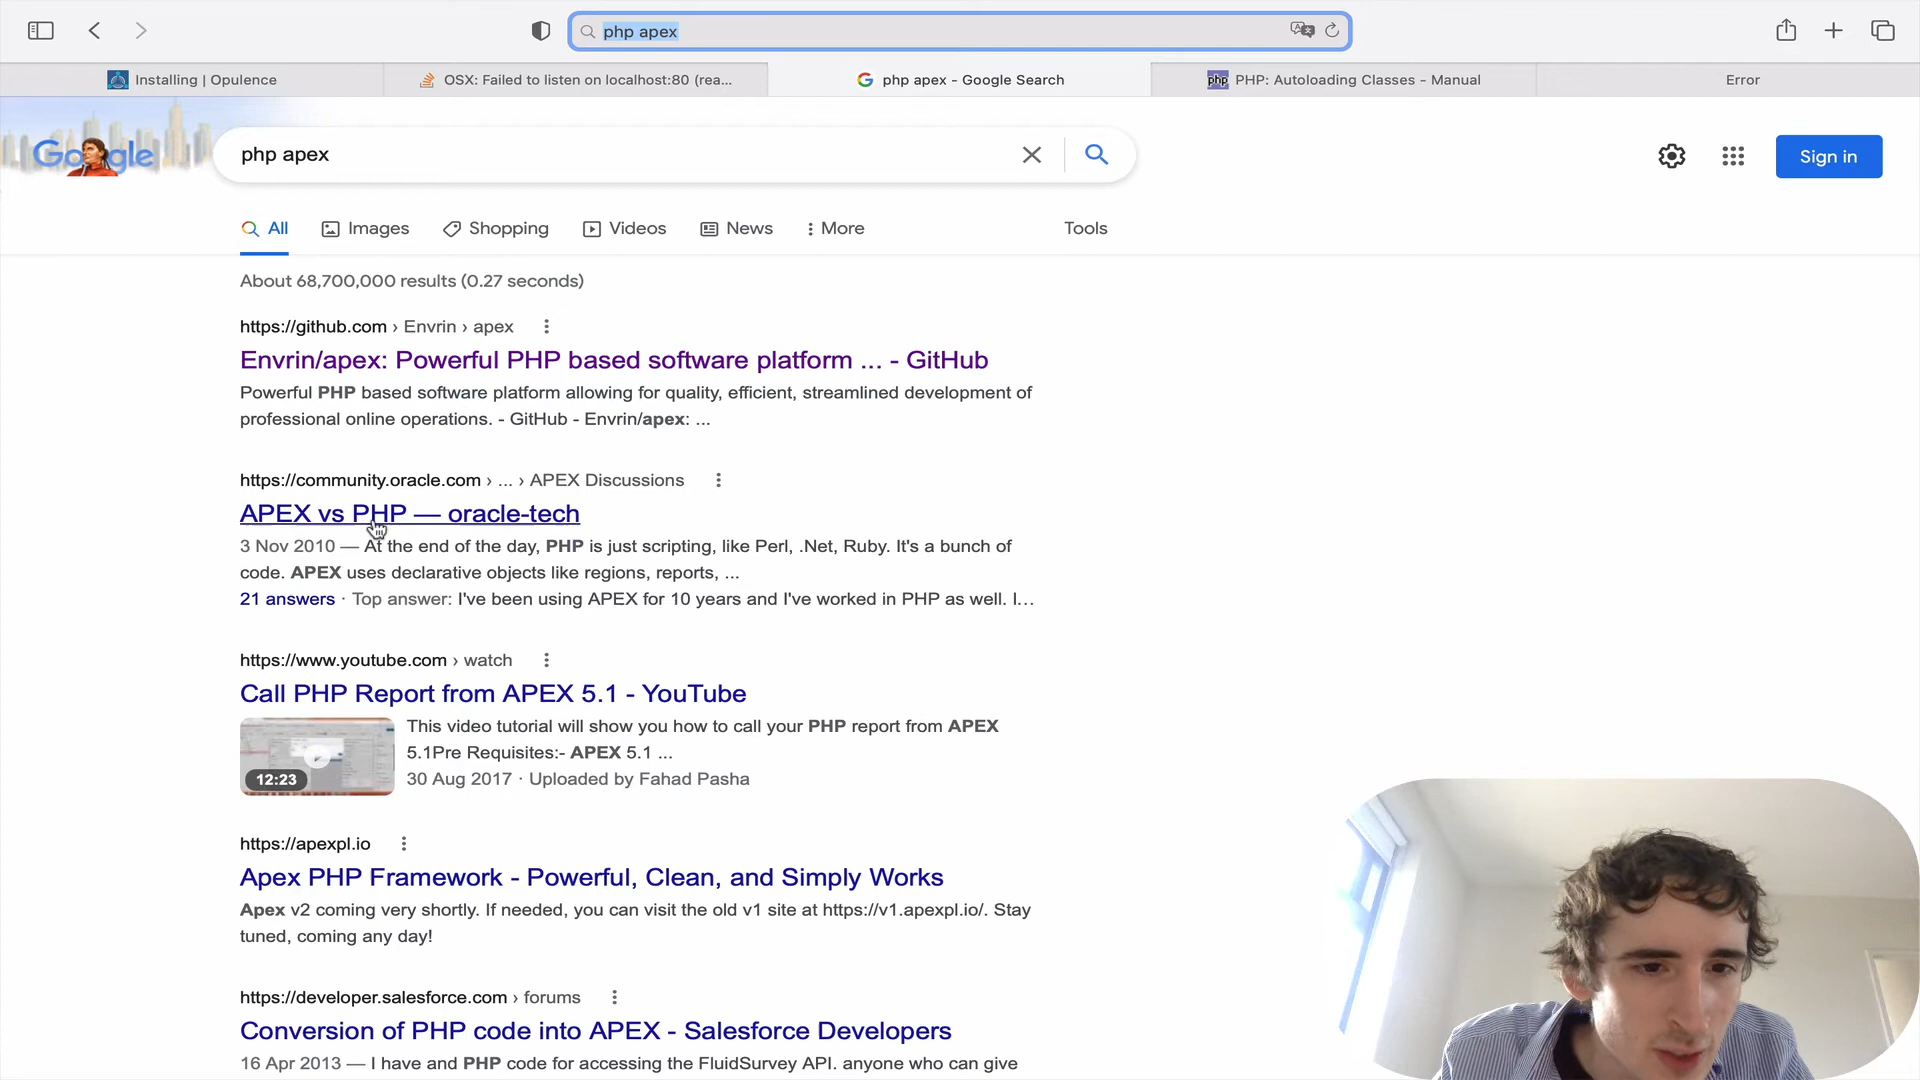 php apex
Installing | Opulence
OSX: Failed to listen on localhost:80 (rea...
php apex - Google Search
php PHP: Autoloading Classes - Manual
Error
Google
php apex
Sign in
All
Images
Shopping
Videos
News
More
Tools
About 68,700,000 results (0.27 seconds)
https://github.com › Envrin › apex
Envrin/apex: Powerful PHP based software platform ... - GitHub
Powerful PHP based software platform allowing for quality, efficient, streamlined development of
professional online operations. - GitHub - Envrin/apex: ...
https://community.oracle.com › ... › APEX Discussions
APEX vs PHP — oracle-tech
3 Nov 2010 — At the end of the day, PHP is just scripting, like Perl, .Net, Ruby. It's a bunch of
code. APEX uses declarative objects like regions, reports, ...
21 answers · Top answer: I've been using APEX for 10 years and I've worked in PHP as well. I...
https://www.youtube.com › watch
Call PHP Report from APEX 5.1 - YouTube
12:23
This video tutorial will show you how to call your PHP report from APEX
5.1Pre Requisites:- APEX 5.1 ...
30 Aug 2017 · Uploaded by Fahad Pasha
https://apexpl.io
Apex PHP Framework - Powerful, Clean, and Simply Works
Apex v2 coming very shortly. If needed, you can visit the old v1 site at https://v1.apexpl.io/. Stay
tuned, coming any day!
https://developer.salesforce.com › forums
Conversion of PHP code into APEX - Salesforce Developers
16 Apr 2013 — I have and PHP code for accessing the FluidSurvey API. anyone who can give